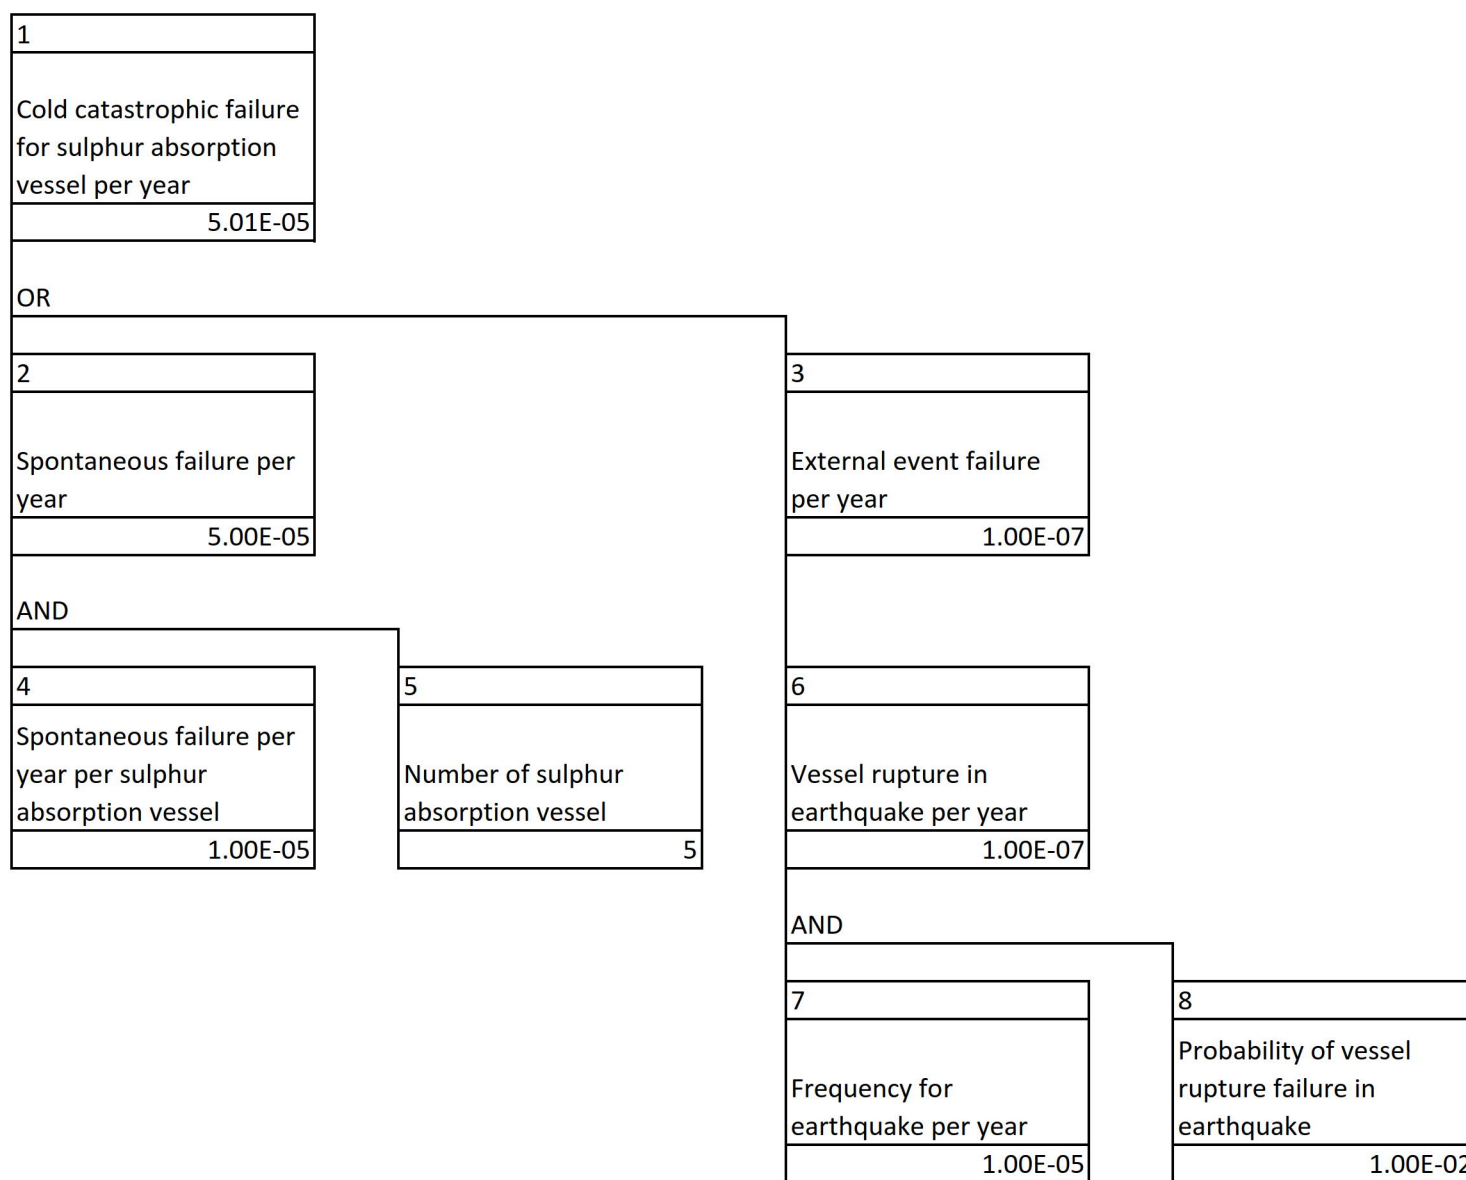 1
Cold catastrophic failure
for sulphur absorption
vessel per year
5.01E-05
OR
2
Spontaneous failure per
year
5.00E-05
3
External event failure
per year
1.00E-07
AND
4
Spontaneous failure per
year per sulphur
absorption vessel
1.00E-05
5
Number of sulphur
absorption vessel
5
6
Vessel rupture in
earthquake per year
1.00E-07
AND
7
Frequency for
earthquake per year
1.00E-05
8
Probability of vessel
rupture failure in
earthquake
1.00E-02